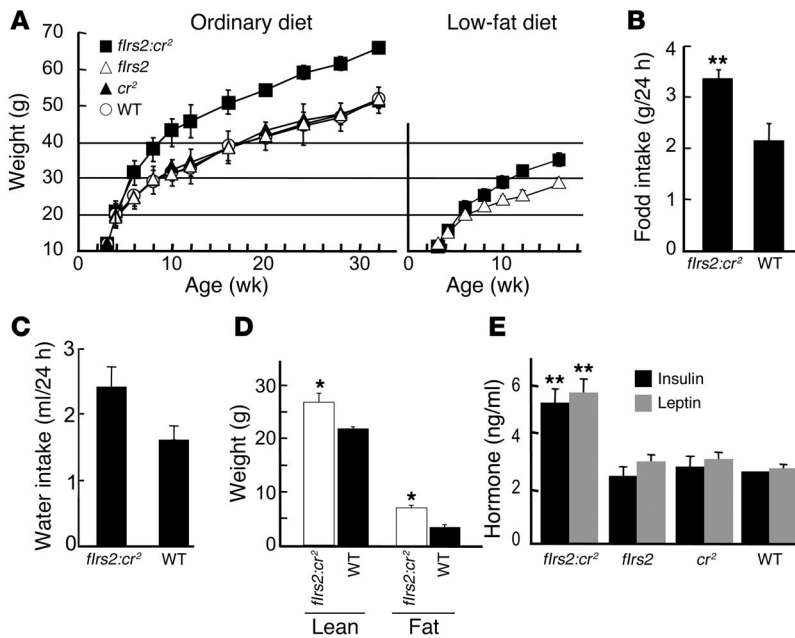 A
Ordinary diet
Low-fat diet
flrs2:cr²
flrs2
cr²
WT
Weight (g)
70
60
50
40
30
20
10
0
10
20
30
0
10
Age (wk)
Age (wk)
B
Fodd intake (g/24 h)
4
3
2
1
0
**
flrs2:cr²
WT
C
Water intake (ml/24 h)
3
2
1
0
flrs2:cr²
WT
D
Weight (g)
30
20
10
0
*
*
flrs2:cr²
WT
flrs2:cr²
WT
Lean
Fat
E
Hormone (ng/ml)
6
4
2
0
** **
Insulin
Leptin
flrs2:cr²
flrs2
cr²
WT